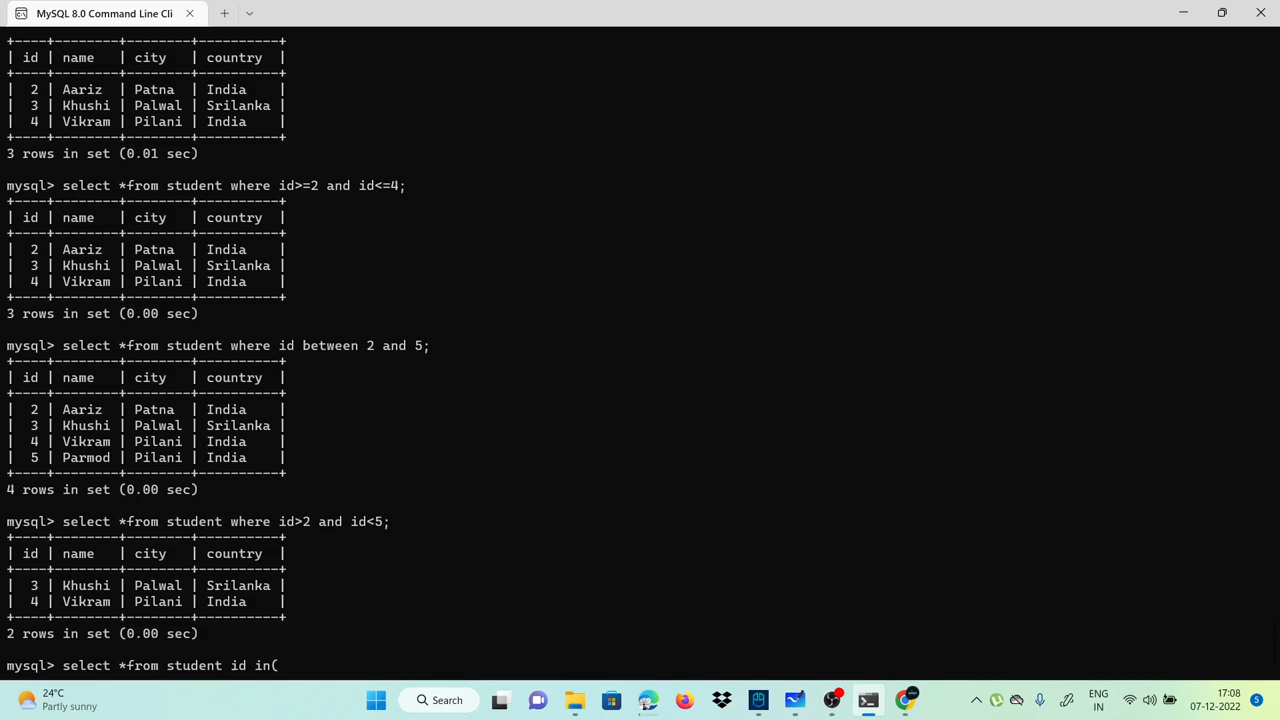 MySQL 8.0 Command Line Cli
+----+--------+--------+----------+
| id | name   | city   | country  |
+----+--------+--------+----------+
|  2 | Aariz  | Patna  | India    |
|  3 | Khushi | Palwal | Srilanka |
|  4 | Vikram | Pilani | India    |
+----+--------+--------+----------+
3 rows in set (0.01 sec)
mysql> select *from student where id>=2 and id<=4;
+----+--------+--------+----------+
| id | name   | city   | country  |
+----+--------+--------+----------+
|  2 | Aariz  | Patna  | India    |
|  3 | Khushi | Palwal | Srilanka |
|  4 | Vikram | Pilani | India    |
+----+--------+--------+----------+
3 rows in set (0.00 sec)
mysql> select *from student where id between 2 and 5;
+----+--------+--------+----------+
| id | name   | city   | country  |
+----+--------+--------+----------+
|  2 | Aariz  | Patna  | India    |
|  3 | Khushi | Palwal | Srilanka |
|  4 | Vikram | Pilani | India    |
|  5 | Parmod | Pilani | India    |
+----+--------+--------+----------+
4 rows in set (0.00 sec)
mysql> select *from student where id>2 and id<5;
+----+--------+--------+----------+
| id | name   | city   | country  |
+----+--------+--------+----------+
|  3 | Khushi | Palwal | Srilanka |
|  4 | Vikram | Pilani | India    |
+----+--------+--------+----------+
2 rows in set (0.00 sec)
mysql> select *from student id in(
24°C
Partly sunny
Search
ENG
IN
17:08
07-12-2022
5